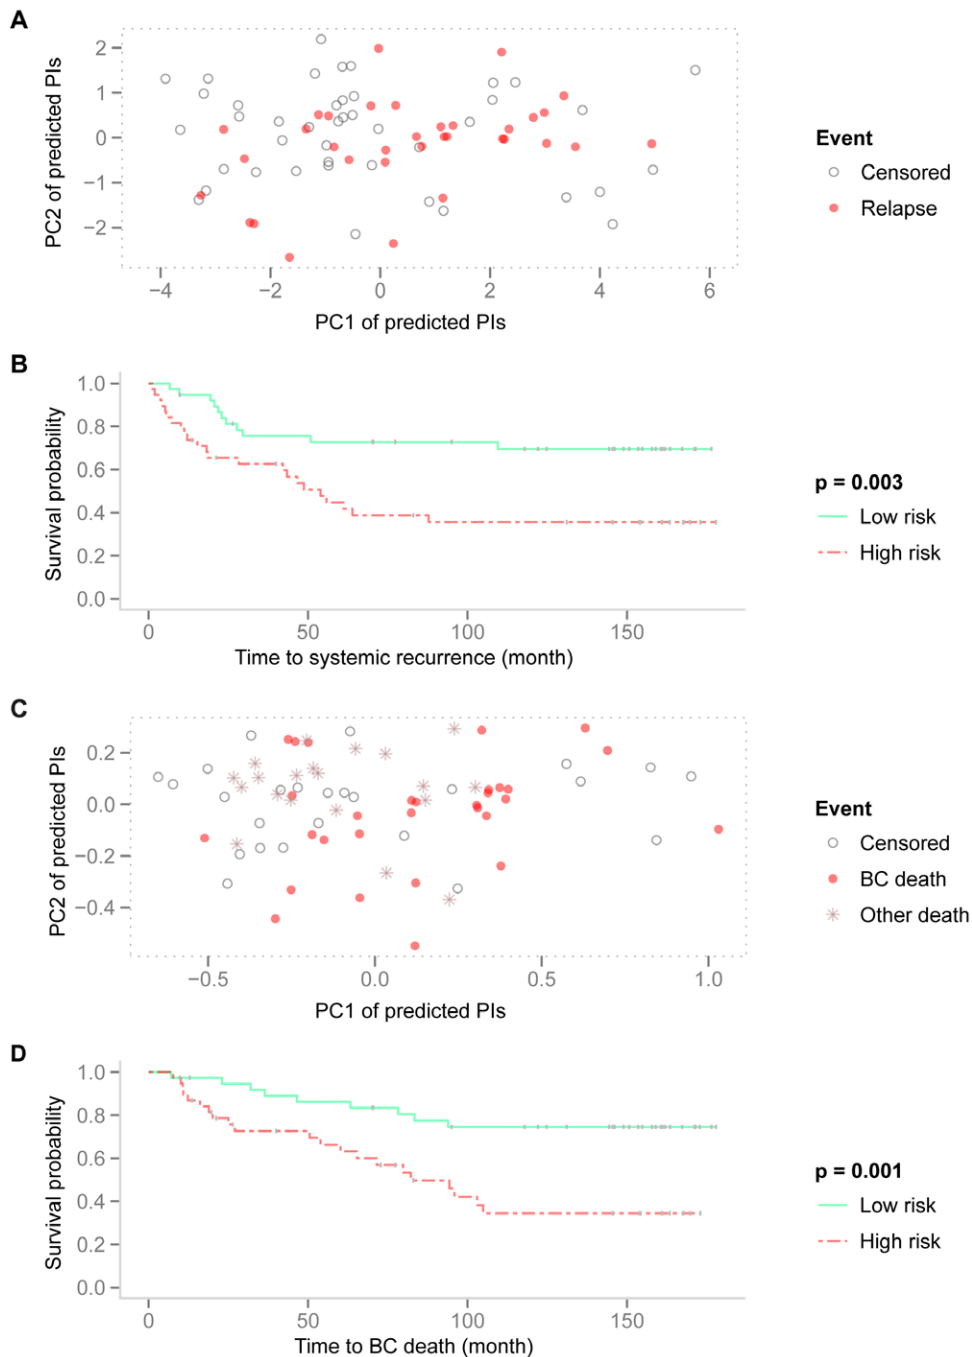 A
PC2 of predicted PIs
2
1
0
−1
−2
−4 −2 0 2 4 6
PC1 of predicted PIs
Event
Censored
Relapse
B
Survival probability
1.0
0.8
0.6
0.4
0.2
0.0
0 50 100 150
Time to systemic recurrence (month)
p = 0.003
Low risk
High risk
C
PC2 of predicted PIs
0.2
0.0
−0.2
−0.4
−0.5 0.0 0.5 1.0
PC1 of predicted PIs
Event
Censored
BC death
Other death
D
Survival probability
1.0
0.8
0.6
0.4
0.2
0.0
0 50 100 150
Time to BC death (month)
p = 0.001
Low risk
High risk